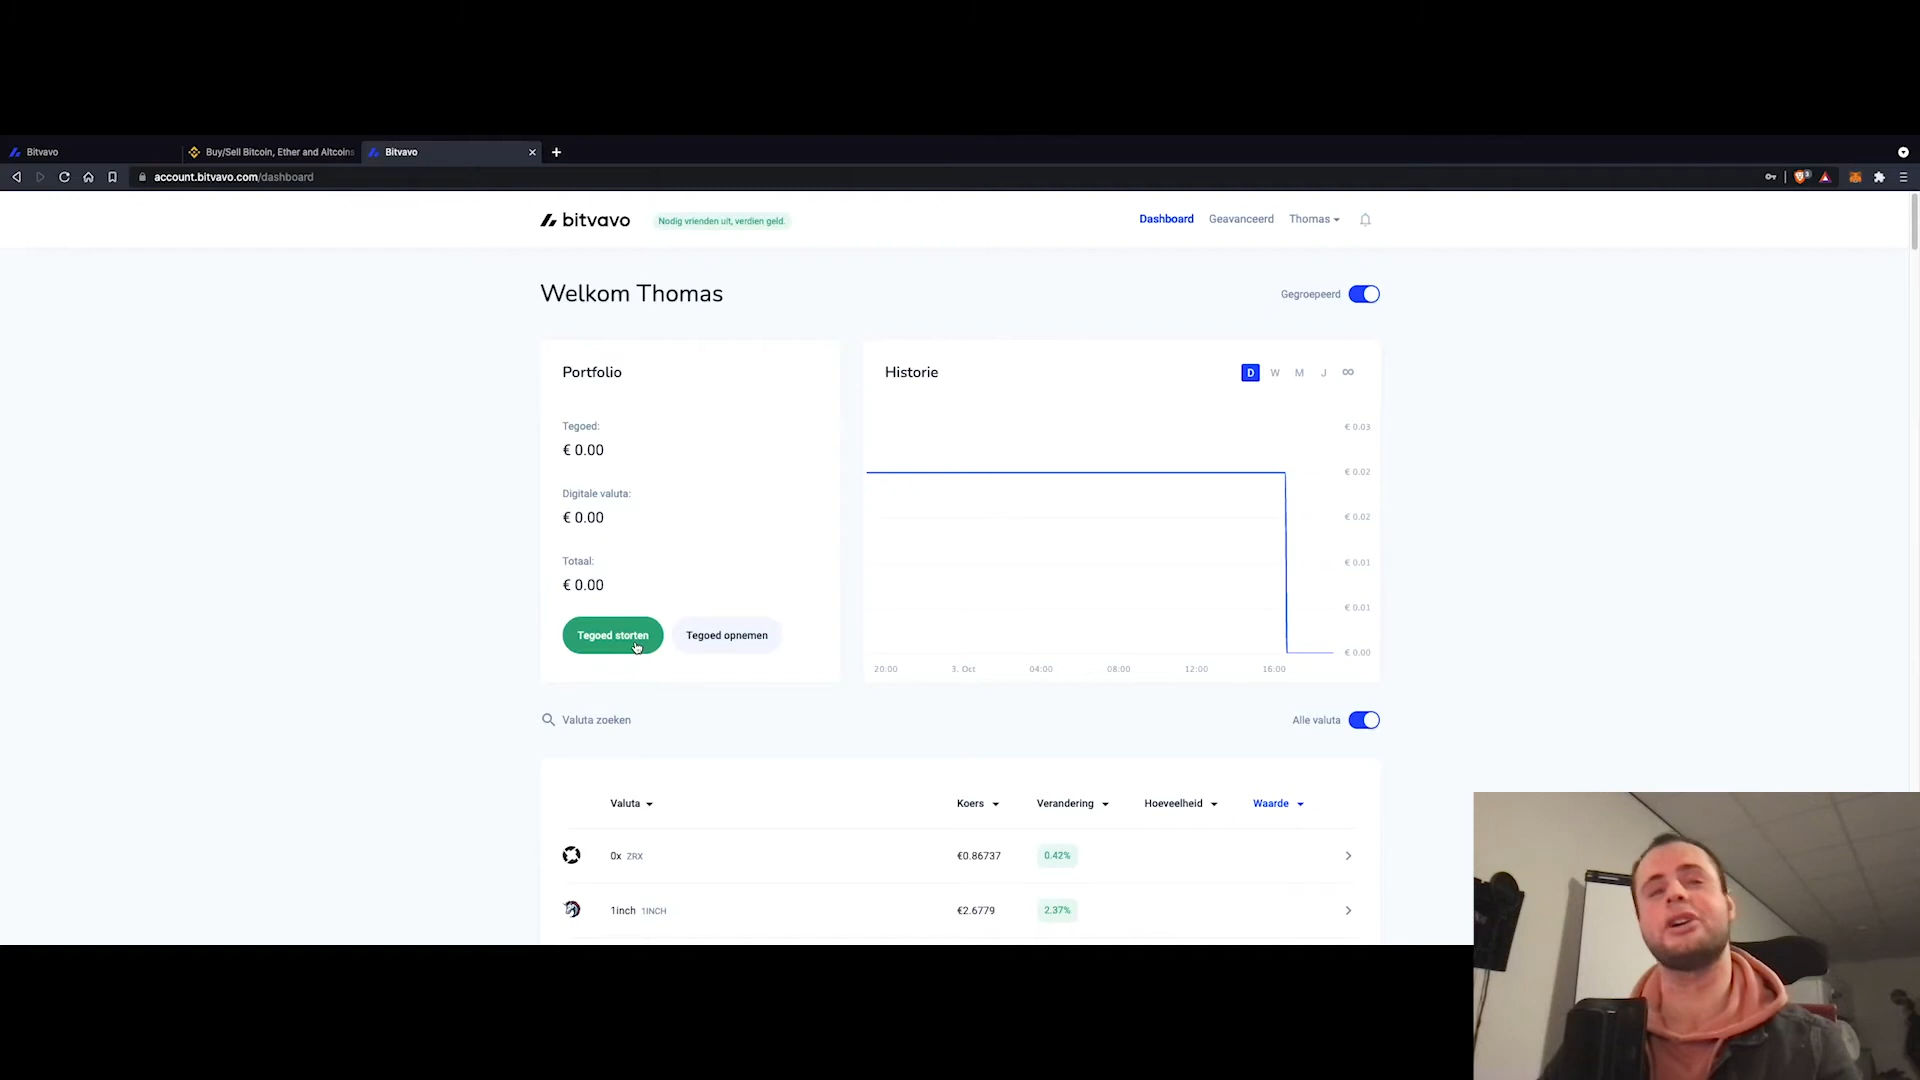 Bitvavo
Buy/Sell Bitcoin, Ether and Altcoins
Bitvavo
account.bitvavo.com/dashboard
bitvavo
Nodig vrienden uit, verdien geld.
Dashboard
Geavanceerd
Thomas
Welkom Thomas
Gegroepeerd
Portfolio
Tegoed:
€ 0.00
Digitale valuta:
€ 0.00
Totaal:
€ 0.00
Tegoed storten
Tegoed opnemen
Historie
D W M J ∞
€ 0.03
€ 0.02
€ 0.02
€ 0.01
€ 0.01
€ 0.00
20:00 3. Oct 04:00 08:00 12:00 16:00
Valuta zoeken
Alle valuta
Valuta Koers Verandering Hoeveelheid Waarde
0x ZRX €0.86737 0.42%
1inch 1INCH €2.6779 2.37%